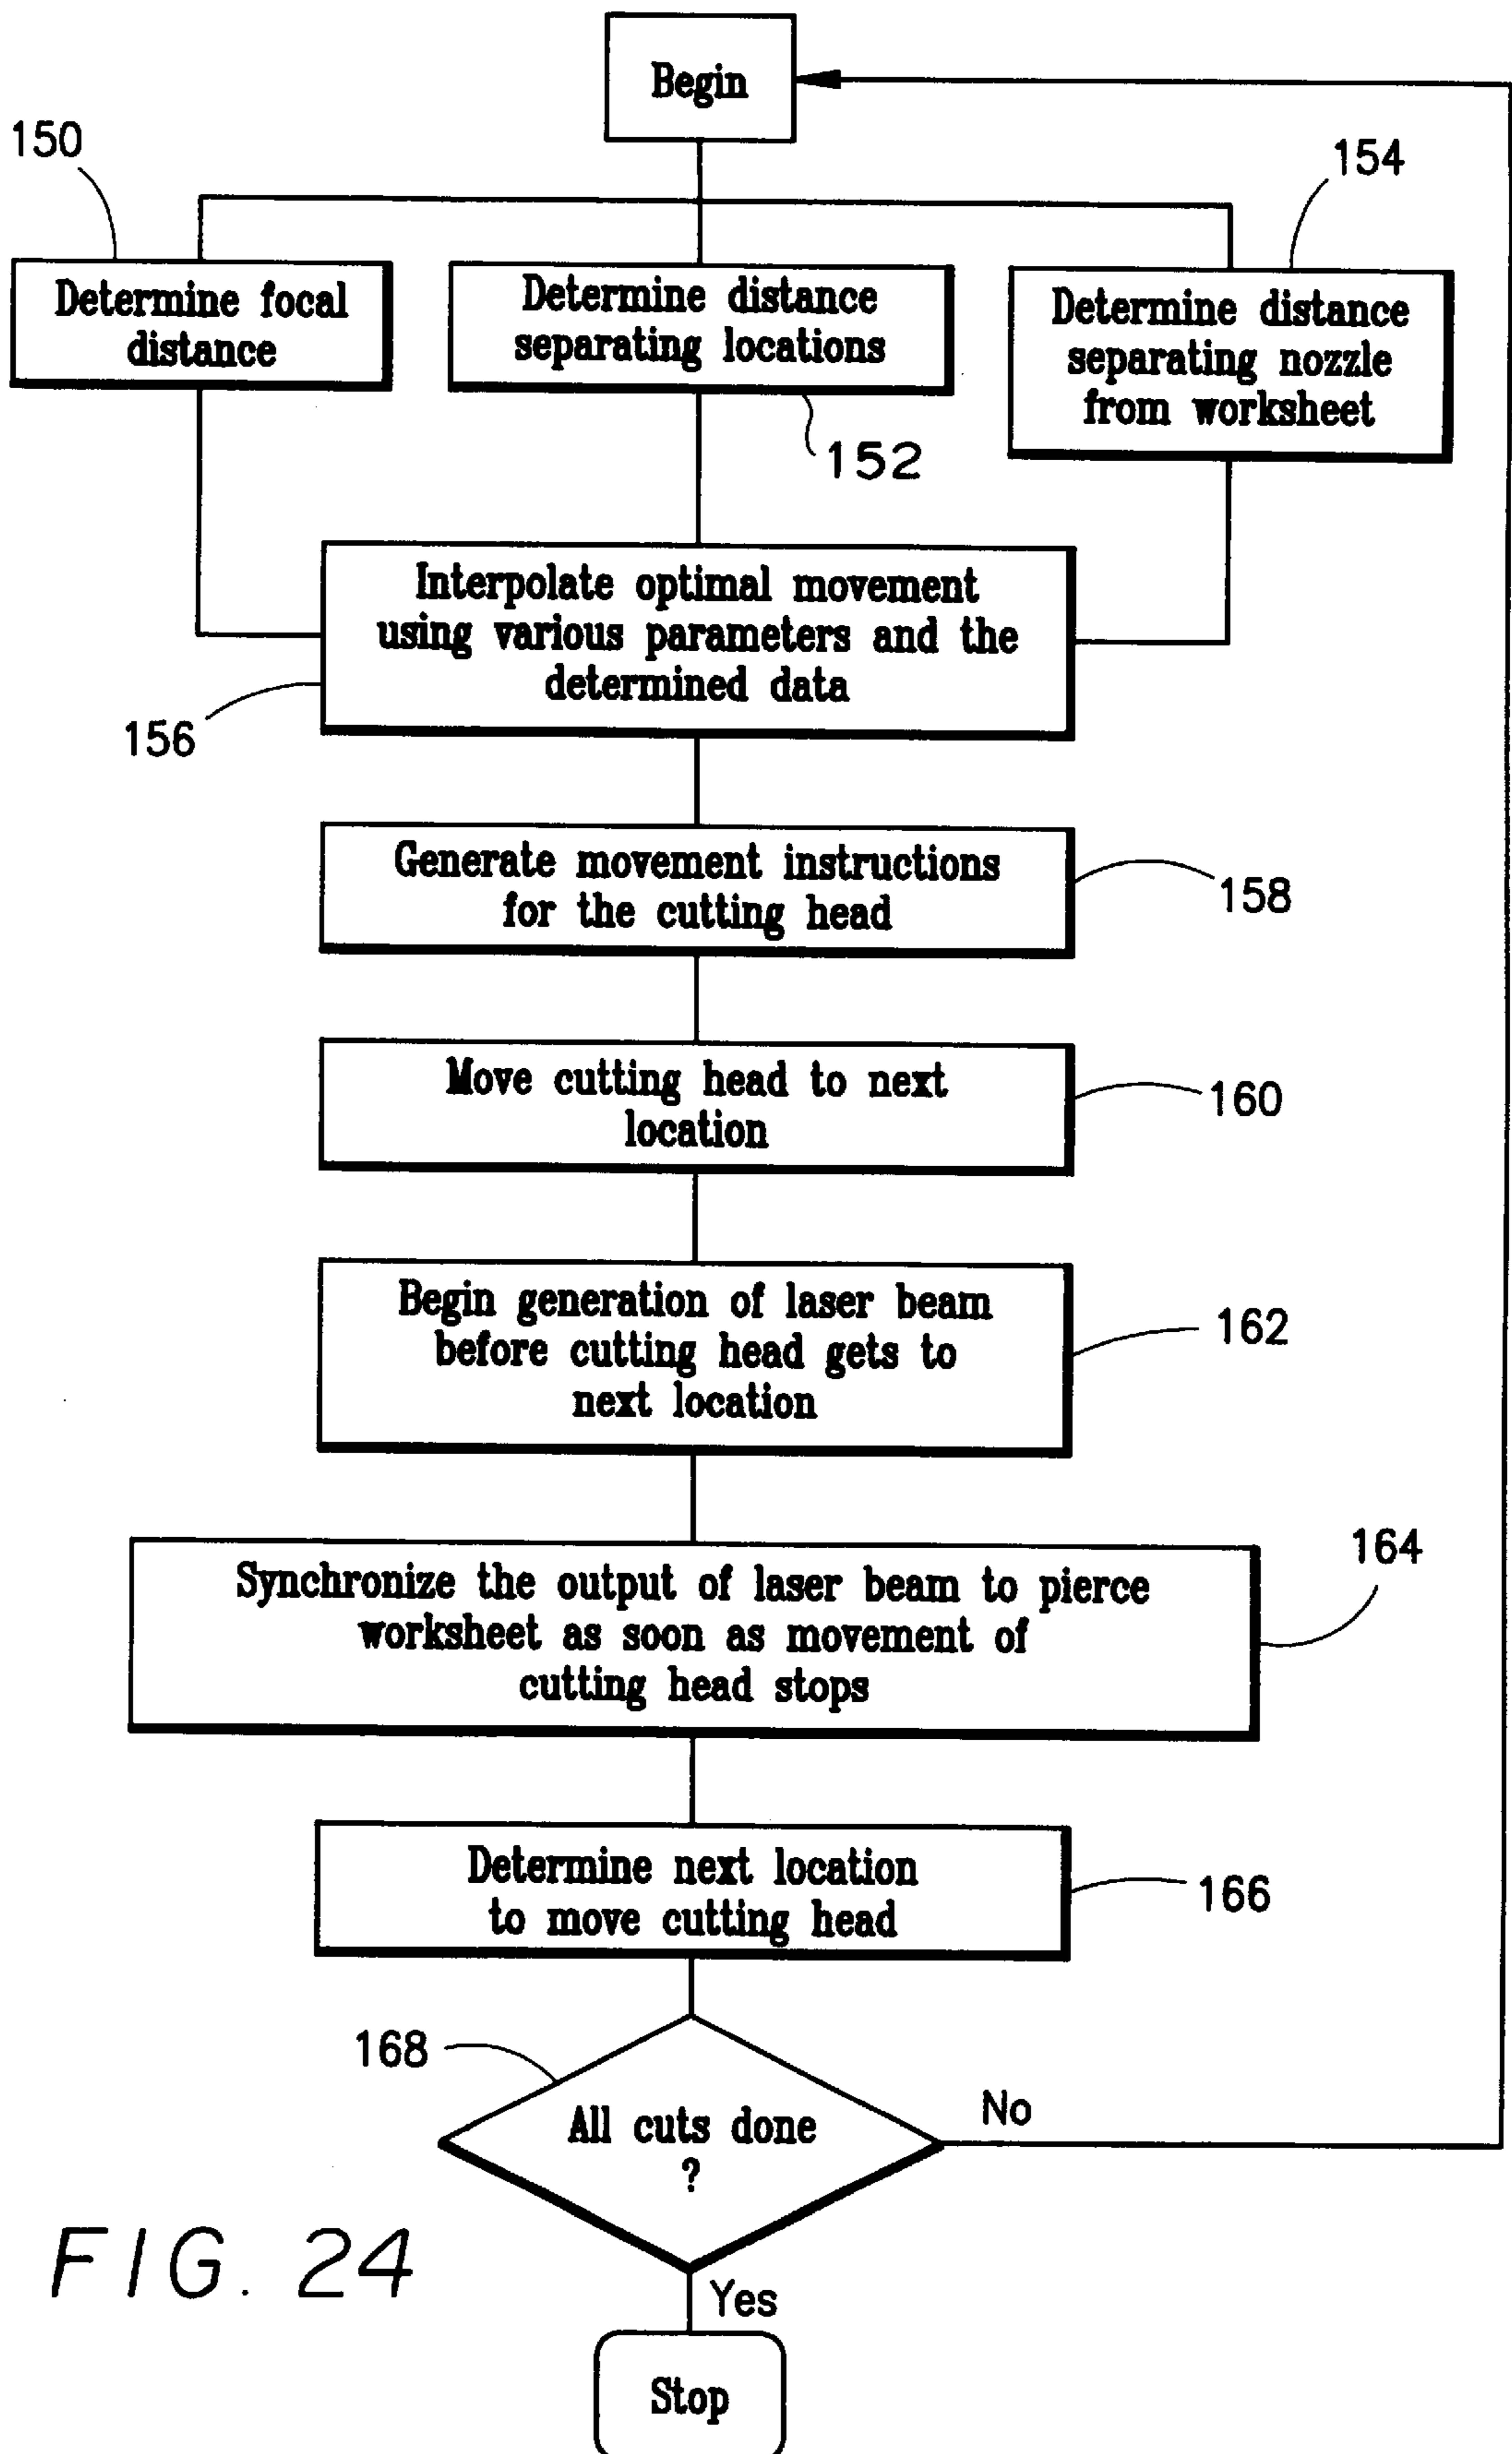 Begin
150
154
Determine focal
distance
Determine distance
separating locations
Determine distance
separating nozzle
from worksheet
152
Interpolate optimal movement
using various parameters and the
determined data
156
Generate movement instructions
for the cutting head
158
Move cutting head to next
location
160
Begin generation of laser beam
before cutting head gets to
next location
162
Synchronize the output of laser beam to pierce
worksheet as soon as movement of
cutting head stops
164
Determine next location
to move cutting head
166
168
All cuts done
?
No
Yes
Stop
FIG. 24